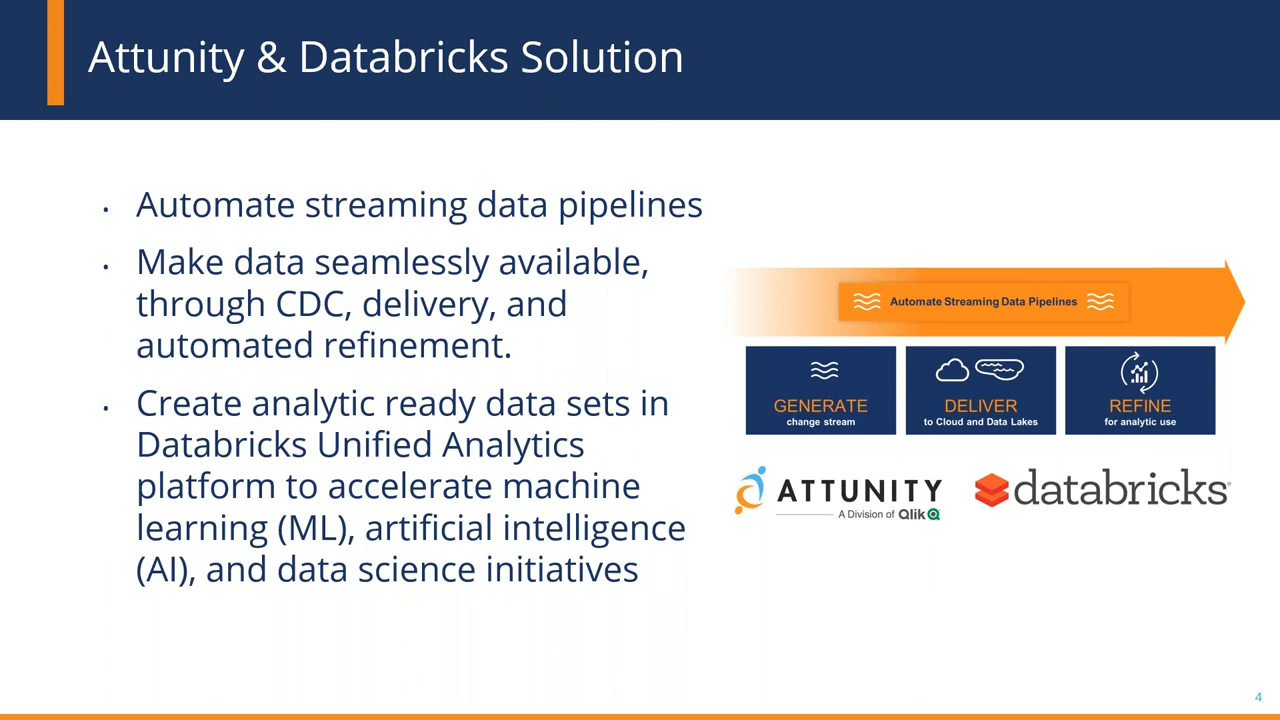 Attunity & Databricks Solution
• Automate streaming data pipelines
• Make data seamlessly available,
through CDC, delivery, and
automated refinement.
• Create analytic ready data sets in
Databricks Unified Analytics
platform to accelerate machine
learning (ML), artificial intelligence
(AI), and data science initiatives
Automate Streaming Data Pipelines
GENERATE
change stream
DELIVER
to Cloud and Data Lakes
REFINE
for analytic use
ATTUNITY
A Division of Qlik
databricks
4